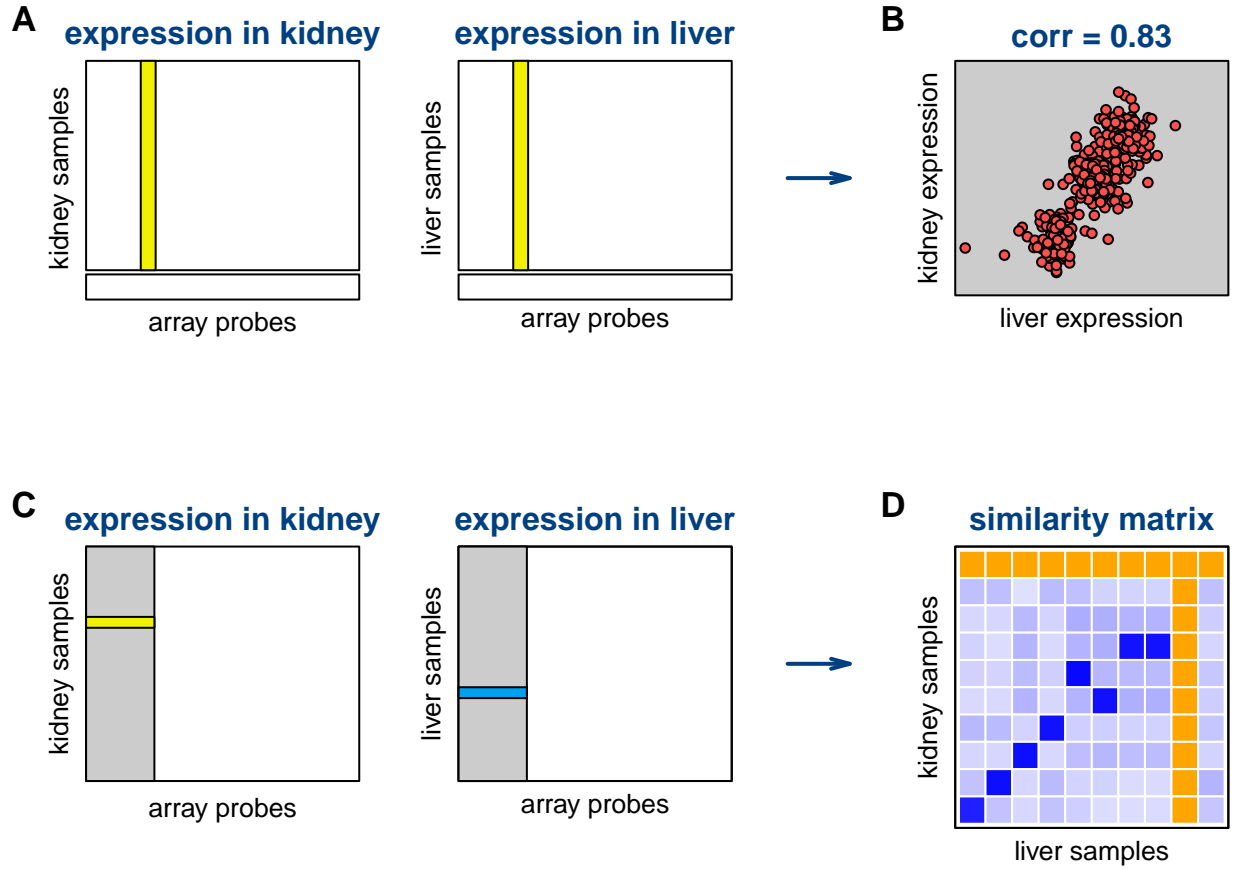 A
expression in kidney
expression in liver
B
corr = 0.83
kidney samples
liver samples
kidney expression
array probes
array probes
liver expression
C
expression in kidney
expression in liver
D
similarity matrix
kidney samples
liver samples
kidney samples
array probes
array probes
liver samples